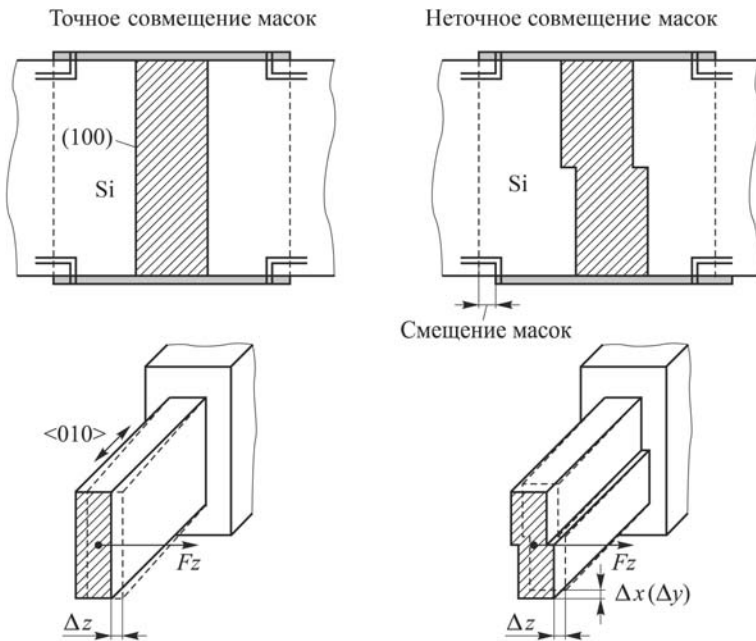 Точное совмещение масок
Неточное совмещение масок
(100)
Si
Si
Смещение масок
<010>
Fz
Δz
Fz
Δx(Δy)
Δz